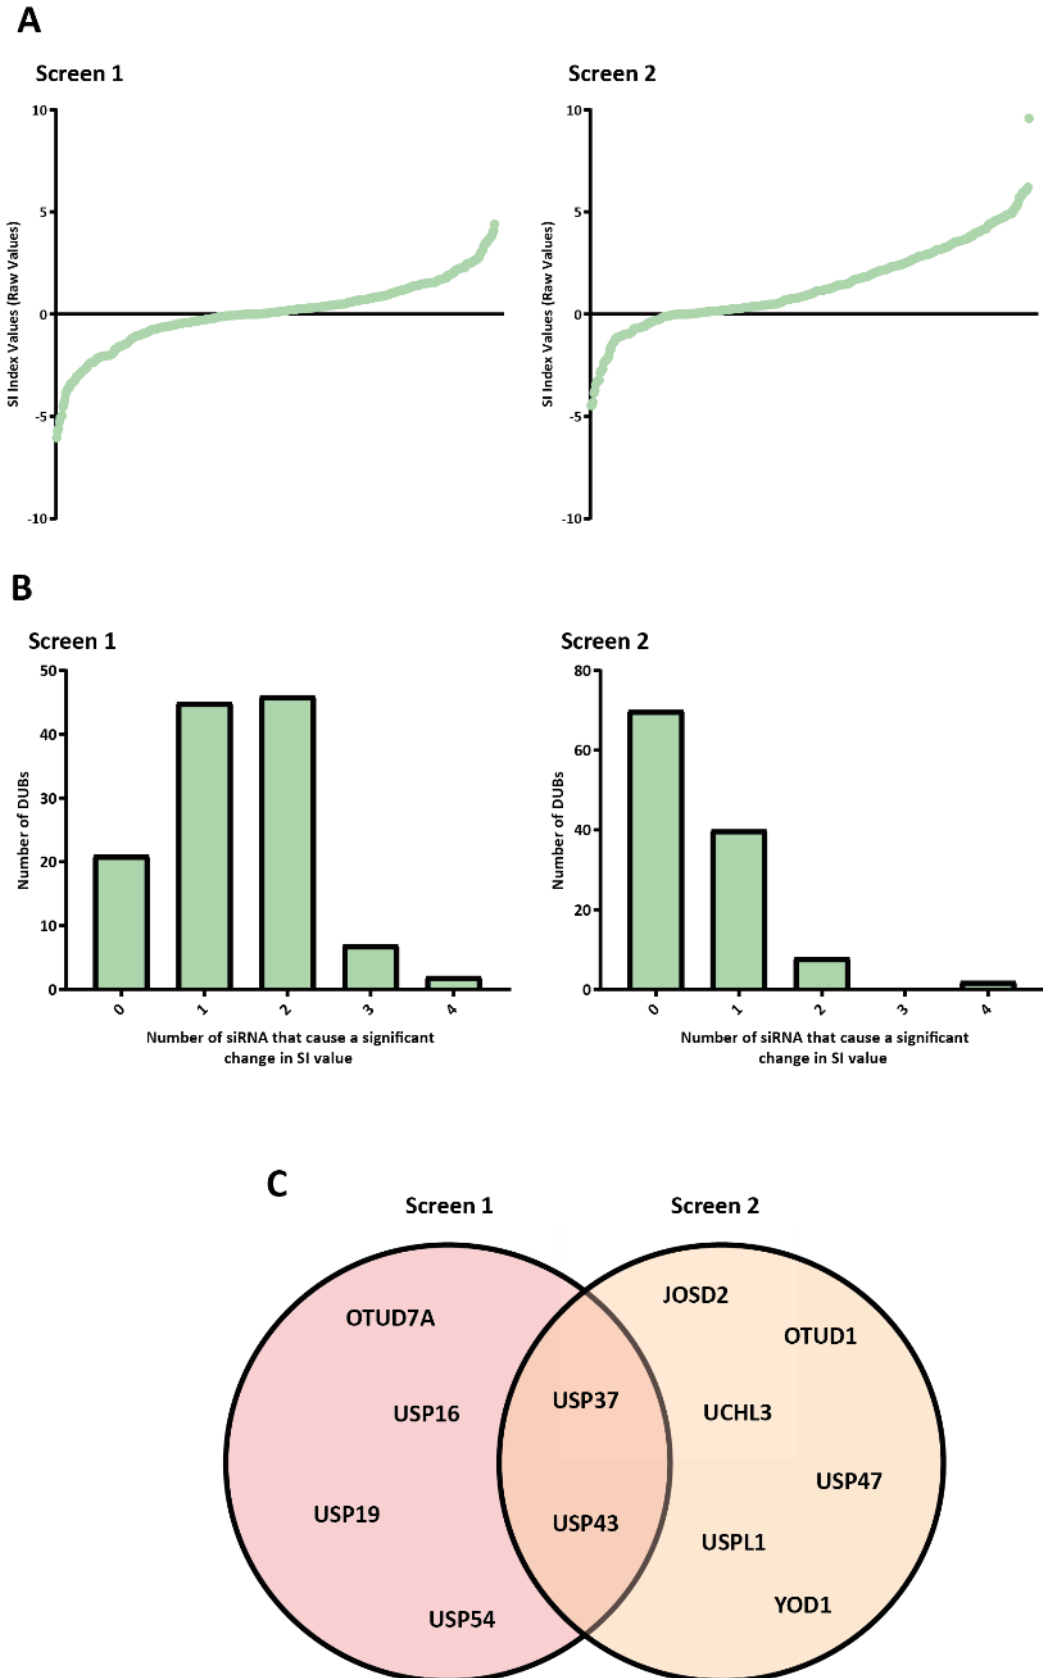 A
Screen 1
Screen 2
10
5
0
-5
-10
SI Index Values (Raw Values)
10
5
0
-5
-10
SI Index Values (Raw Values)
B
Screen 1
Screen 2
50
40
30
20
10
0
Number of DUBs
0
1
2
3
4
Number of siRNA that cause a significant
change in SI value
80
60
40
20
0
Number of DUBs
0
1
2
3
4
Number of siRNA that cause a significant
change in SI value
C
Screen 1
Screen 2
OTUD7A
USP16
USP19
USP54
USP37
USP43
JOSD2
OTUD1
UCHL3
USP47
USPL1
YOD1